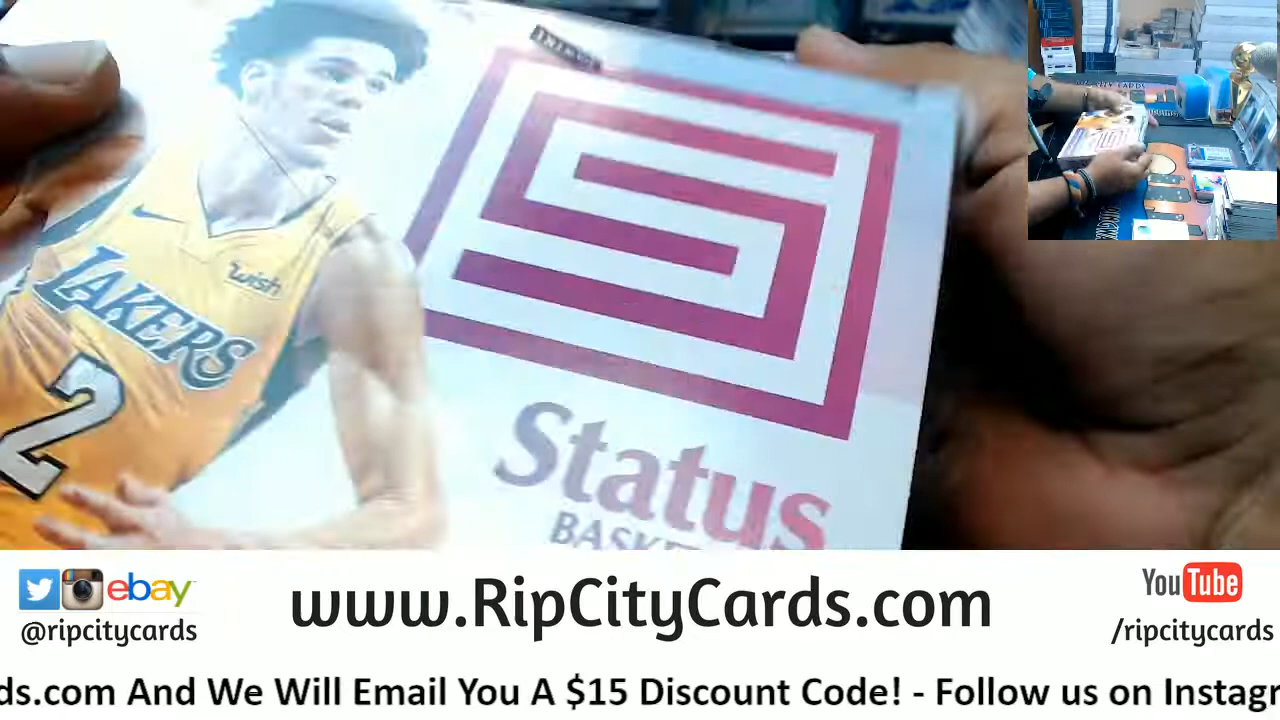 wish
LAKERS
2
S
Status
ebay
@ripcitycards
www.RipCityCards.com
YouTube
/ripcitycards
ds.com And We Will Email You A $15 Discount Code! - Follow us on Instagr